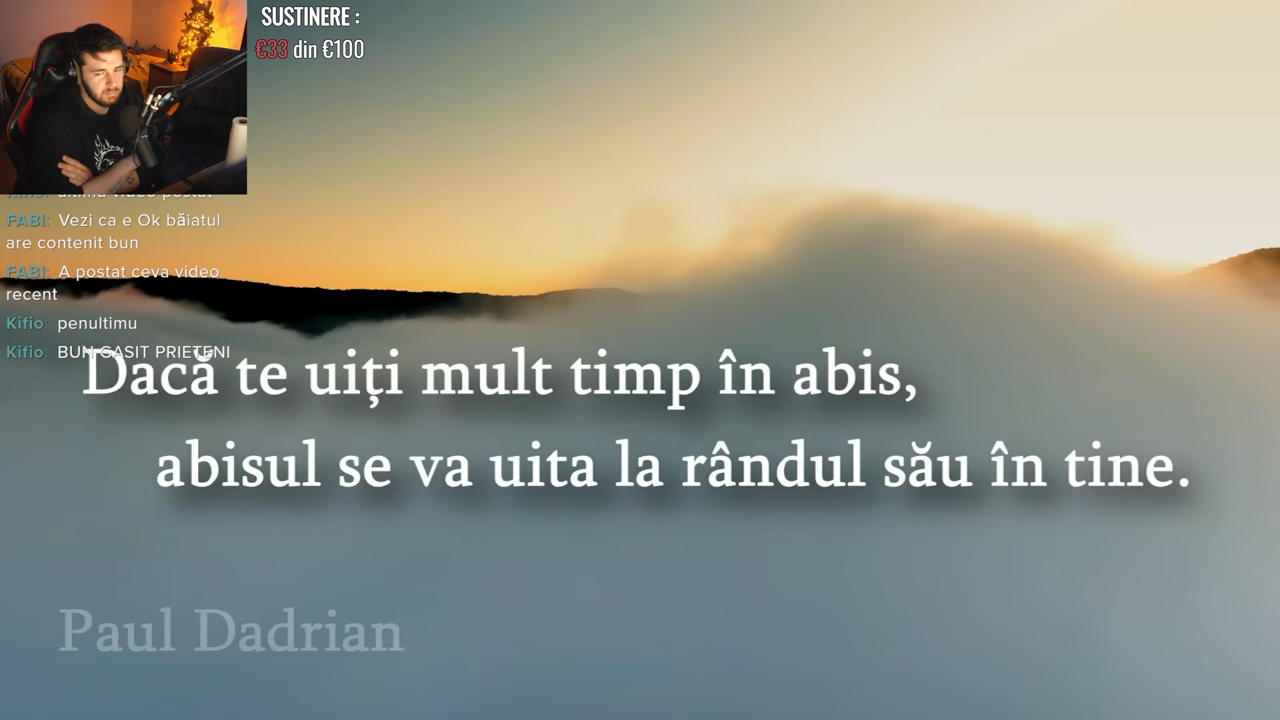 SUSTINERE :
€33 din €100
FABI: Vezi ca e Ok băiatul
are contenit bun
FABI: A postat ceva video
recent
Kifio: penultimu
Kifio: BUN GASIT PRIETENI
Dacă te uiți mult timp în abis,
abisul se va uita la rândul său în tine.
Paul Dadrian